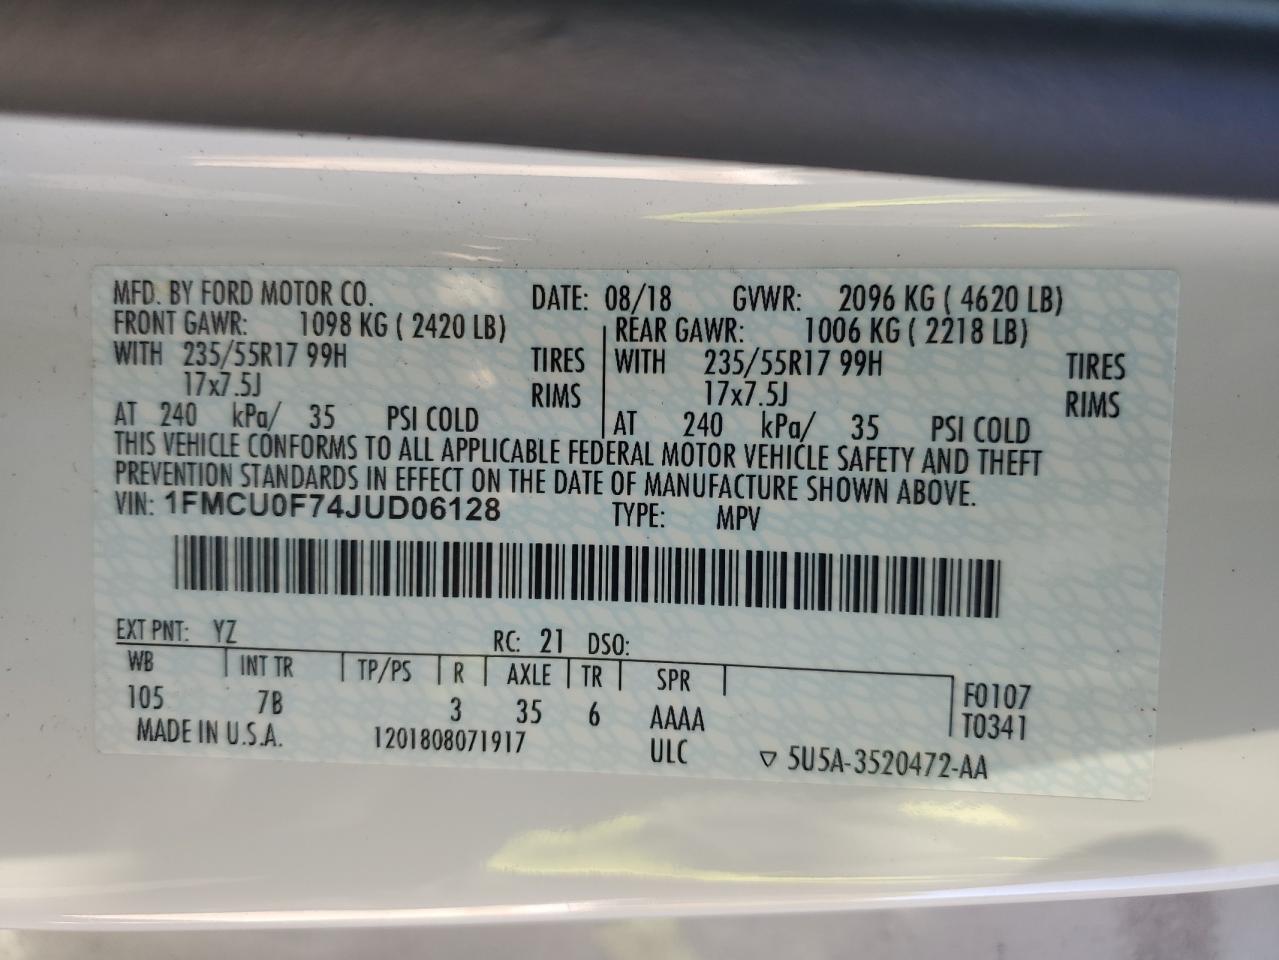 MFD. BY FORD MOTOR CO. DATE: 08/18 GVWR: 2096 KG ( 4620 LB)
FRONT GAWR: 1098 KG ( 2420 LB) REAR GAWR: 1006 KG ( 2218 LB)
WITH 235/55R17 99H TIRES WITH 235/55R17 99H TIRES
17x7.5J RIMS 17x7.5J RIMS
AT 240 kPa/ 35 PSI COLD AT 240 kPa/ 35 PSI COLD
THIS VEHICLE CONFORMS TO ALL APPLICABLE FEDERAL MOTOR VEHICLE SAFETY AND THEFT
PREVENTION STANDARDS IN EFFECT ON THE DATE OF MANUFACTURE SHOWN ABOVE.
VIN: 1FMCU0F74JUD06128 TYPE: MPV
EXT PNT: YZ RC: 21 DSO:
WB INT TR TP/PS R AXLE TR SPR
105 7B 3 35 6 AAAA F0107
T0341
MADE IN U.S.A. 1201808071917 ULC ▽ 5U5A-3520472-AA